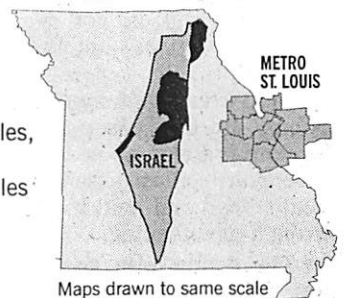 METRO
ST. LOUIS
les,
ISRAEL
les
Maps drawn to same scale